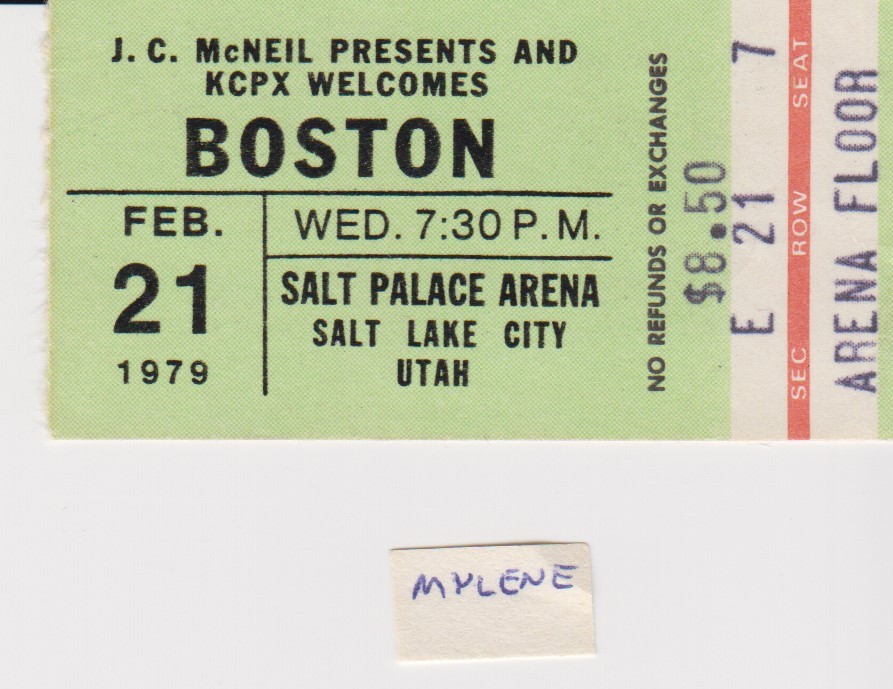 J. C. McNEIL PRESENTS AND
KCPX WELCOMES
BOSTON
FEB.
21
1979
WED. 7:30 P.M.
SALT PALACE ARENA
SALT LAKE CITY
UTAH
NO REFUNDS OR EXCHANGES
$8.50
E 21 7
SEC ROW SEAT
ARENA FLOOR
MYLENE